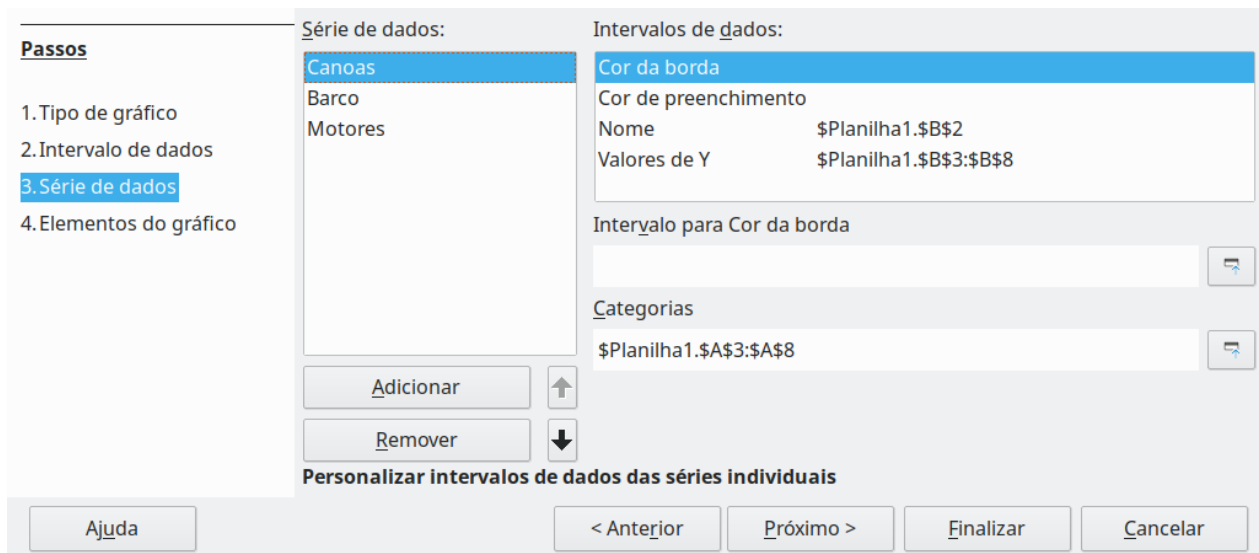 Passos
1. Tipo de gráfico
2. Intervalo de dados
3. Série de dados
4. Elementos do gráfico
Série de dados:
Canoas
Barco
Motores
Adicionar
Remover
Intervalos de dados:
Cor da borda
Cor de preenchimento
Nome $Planilha1.$B$2
Valores de Y $Planilha1.$B$3:$B$8
Intervalo para Cor da borda
Categorias
$Planilha1.$A$3:$A$8
Personalizar intervalos de dados das séries individuais
Ajuda
< Anterior
Próximo >
Finalizar
Cancelar